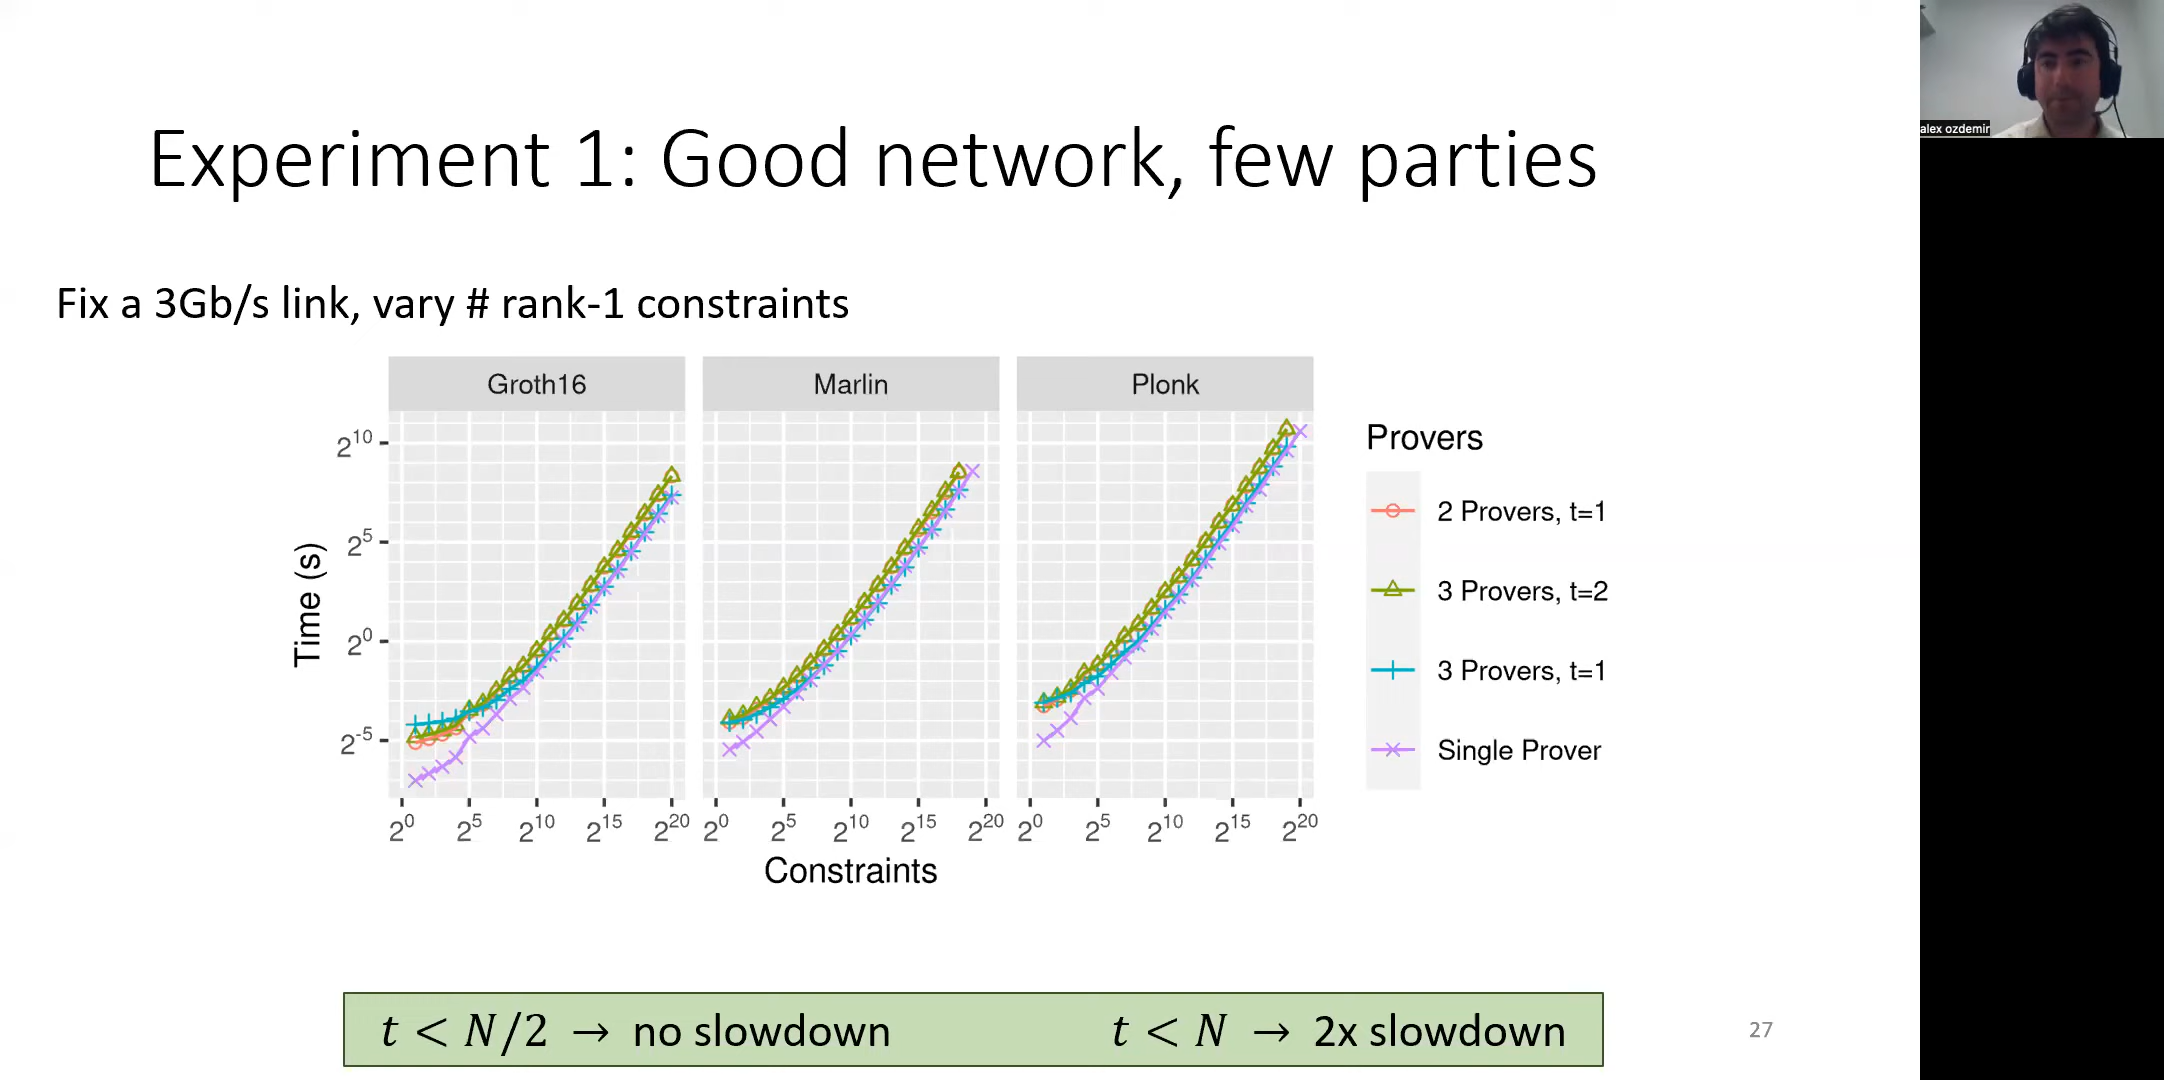 alex ozdemir
Experiment 1: Good network, few parties
Fix a 3Gb/s link, vary # rank-1 constraints
Groth16 Marlin Plonk
Provers
2 Provers, t=1
3 Provers, t=2
3 Provers, t=1
Single Prover
Time (s)
2^10
2^5
2^0
2^-5
2^0 2^5 2^10 2^15 2^20 2^0 2^5 2^10 2^15 2^20 2^0 2^5 2^10 2^15 2^20
Constraints
t < N/2 → no slowdown t < N → 2x slowdown
27